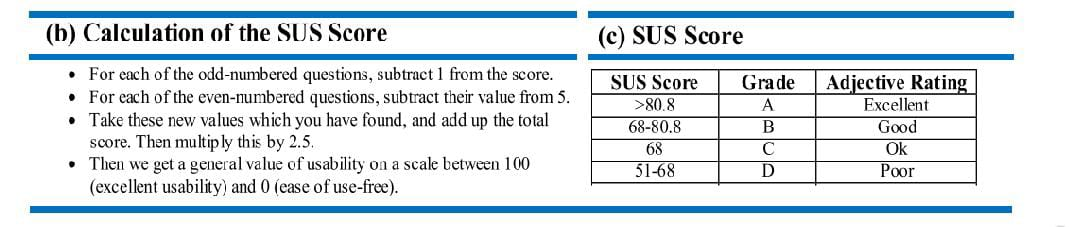 (b) Calculation of the SUS Score
• For each of the odd-numbered questions, subtract 1 from the score.
• For each of the even-numbered questions, subtract their value from 5.
• Take these new values which you have found, and add up the total
score. Then multiply this by 2.5.
• Then we get a general value of usability on a scale between 100
(excellent usability) and 0 (ease of use-free).
(c) SUS Score
SUS Score Grade Adjective Rating
>80.8 A Excellent
68-80.8 B Good
68 C Ok
51-68 D Poor